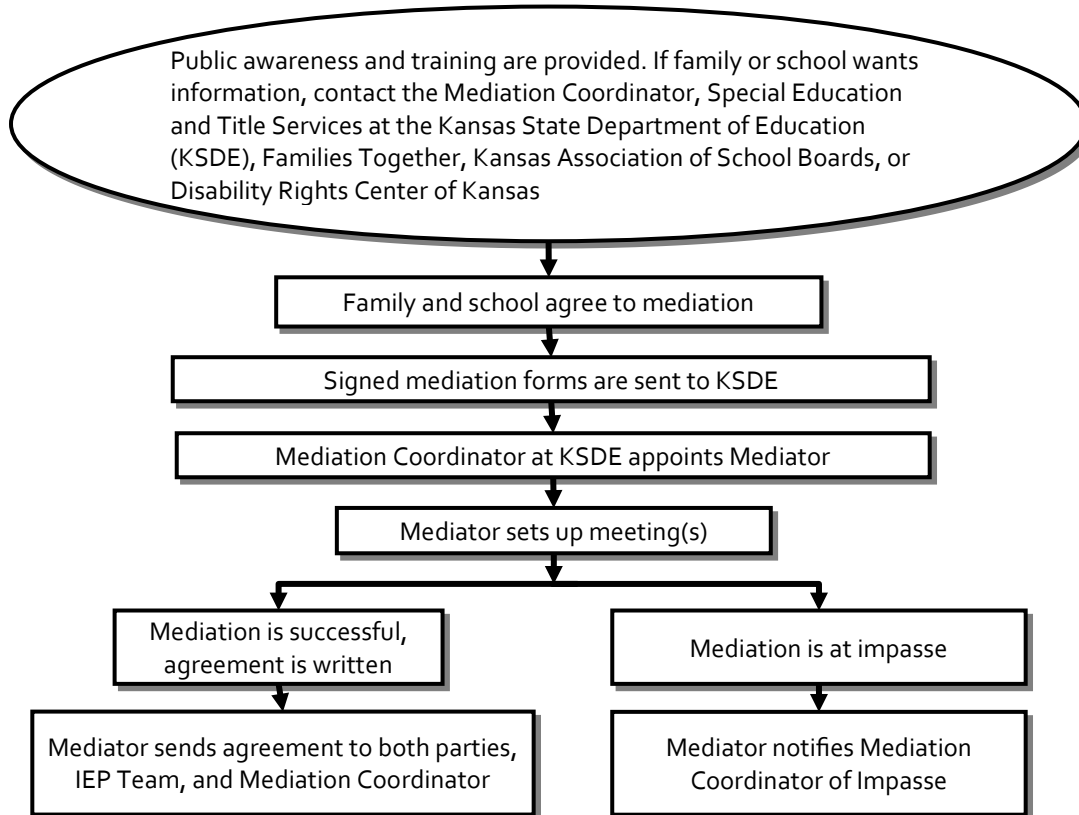 Public awareness and training are provided. If family or school wants
information, contact the Mediation Coordinator, Special Education
and Title Services at the Kansas State Department of Education
(KSDE), Families Together, Kansas Association of School Boards, or
Disability Rights Center of Kansas
Family and school agree to mediation
Signed mediation forms are sent to KSDE
Mediation Coordinator at KSDE appoints Mediator
Mediator sets up meeting(s)
Mediation is successful,
agreement is written
Mediation is at impasse
Mediator sends agreement to both parties,
IEP Team, and Mediation Coordinator
Mediator notifies Mediation
Coordinator of Impasse